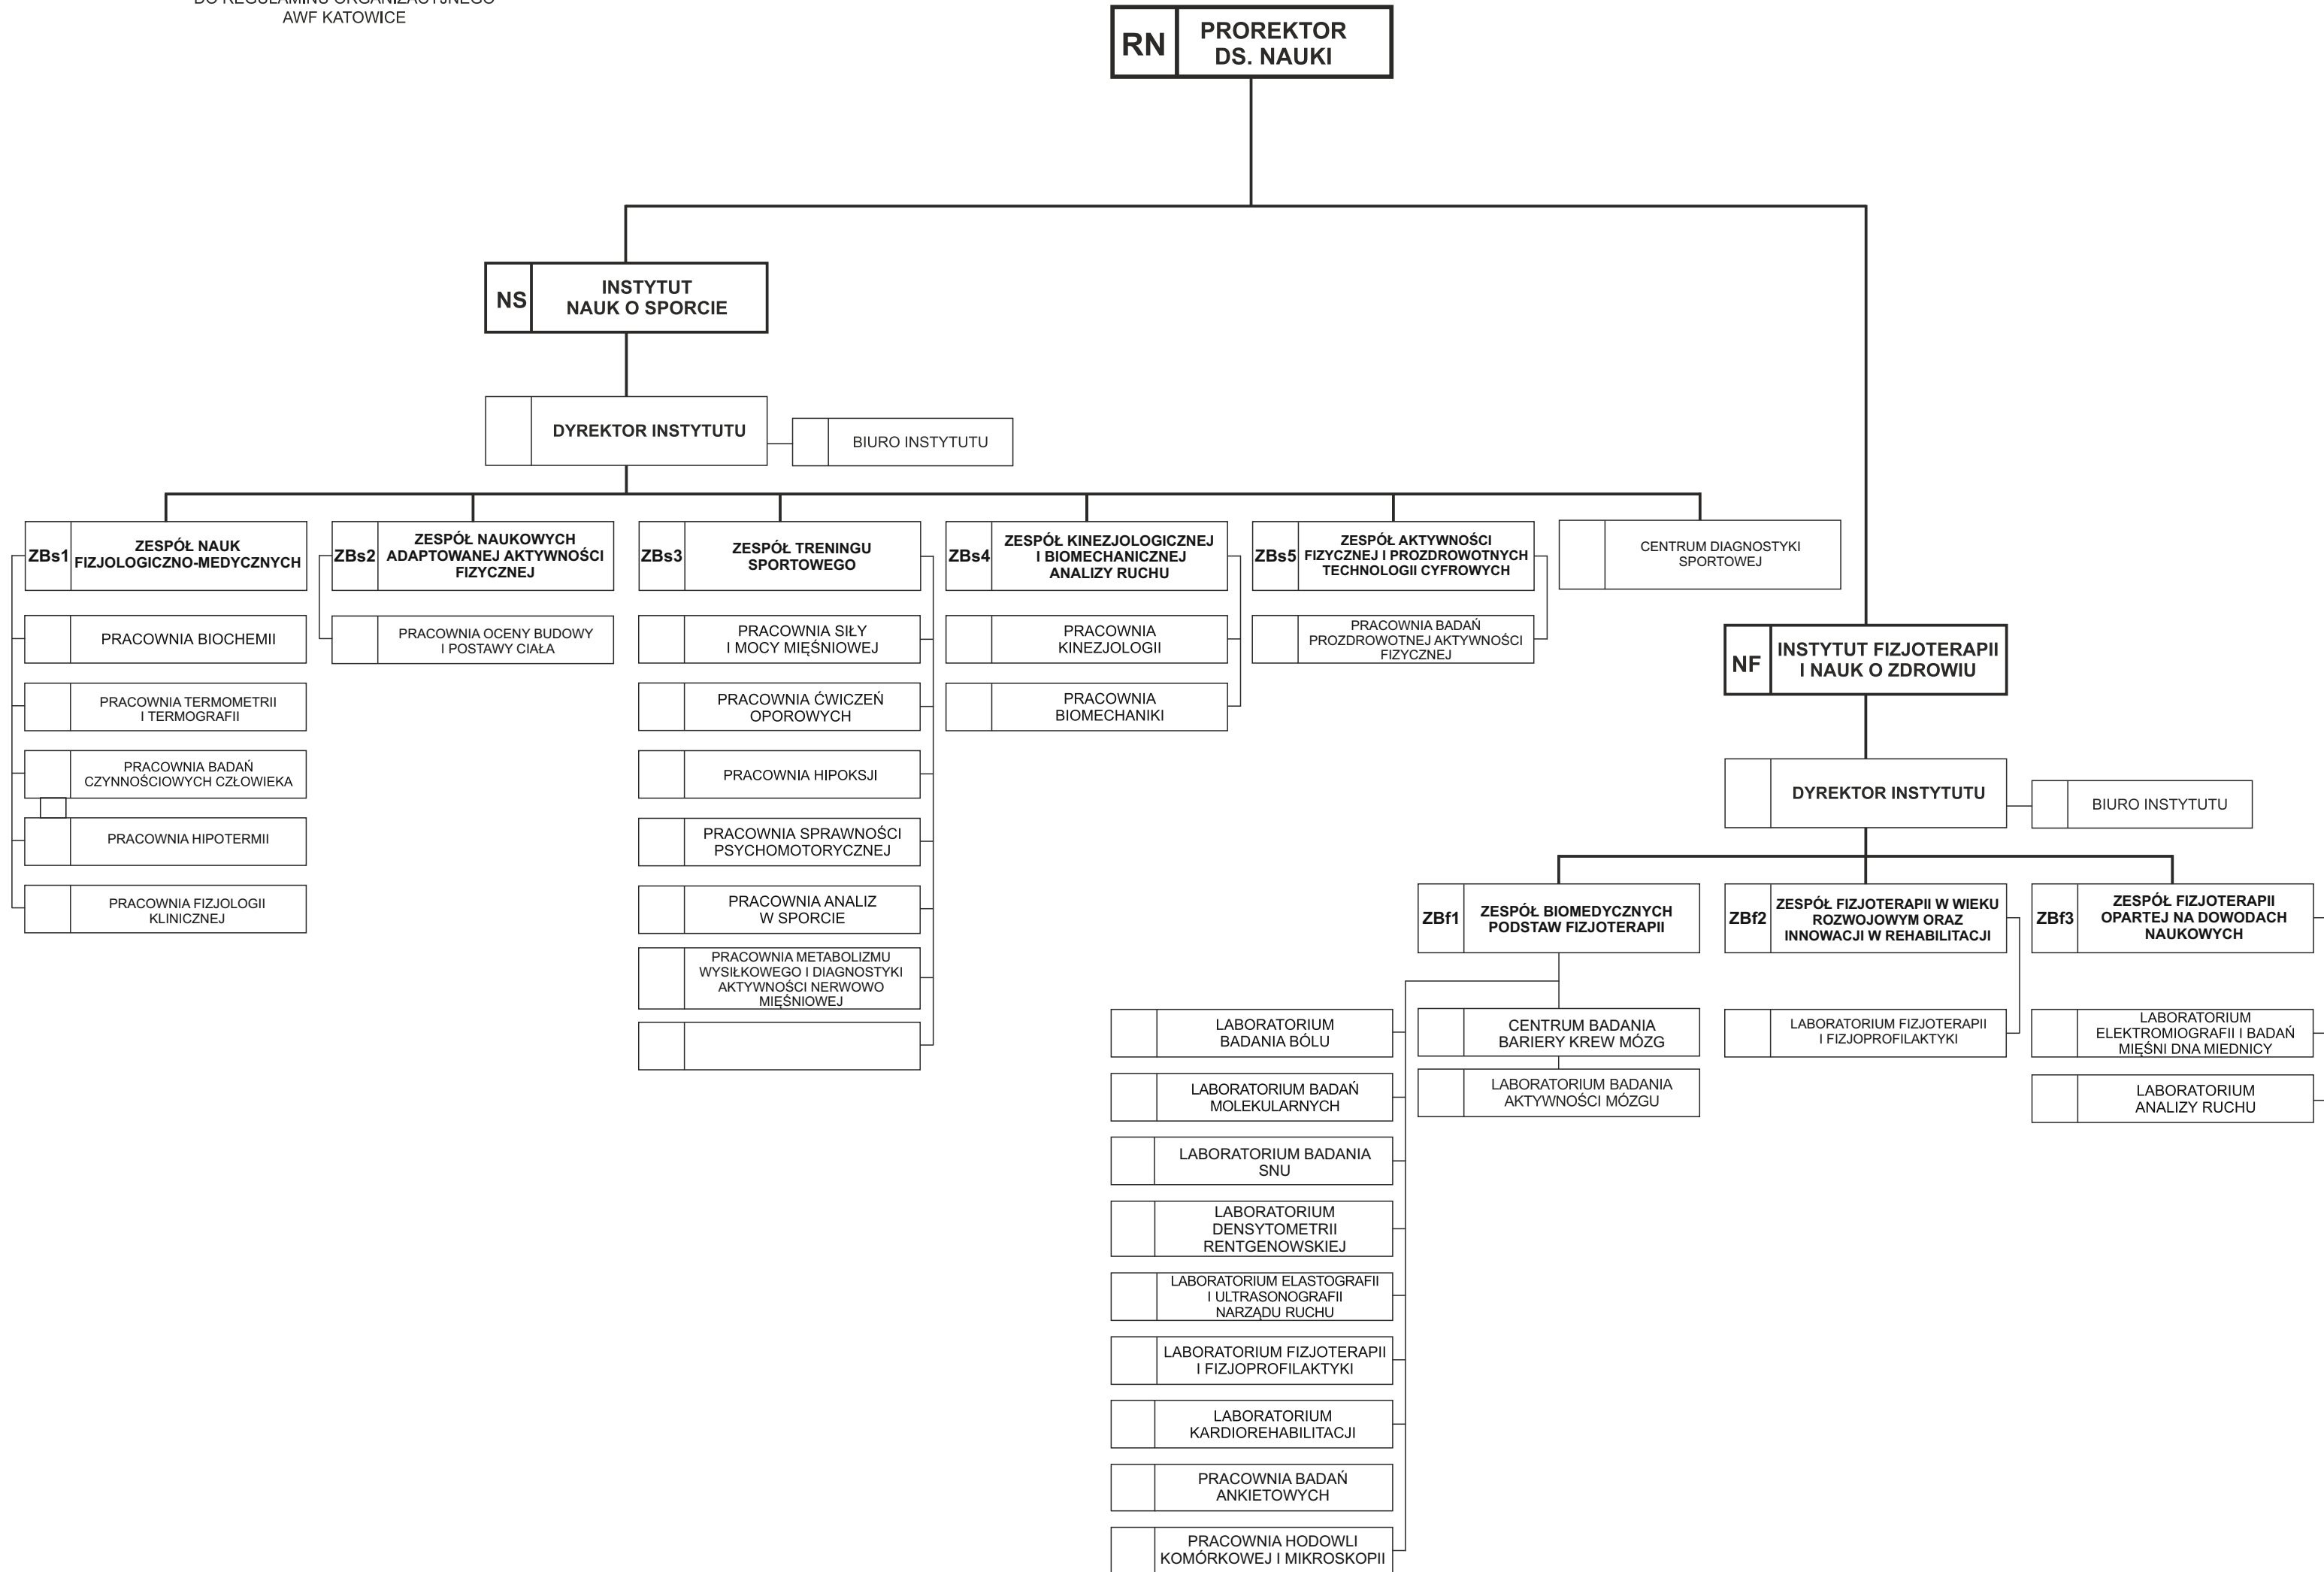 DO REGULAMINU ORGANIZACYJNEGO
AWF KATOWICE
RN
PROREKTOR
DS. NAUKI
NS
INSTYTUT
NAUK O SPORCIE
DYREKTOR INSTYTUTU
BIURO INSTYTUTU
ZBs1
ZESPÓŁ NAUK
FIZJOLOGICZNO-MEDYCZNYCH
PRACOWNIA BIOCHEMII
PRACOWNIA TERMOMETRII
I TERMOGRAFII
PRACOWNIA BADAŃ
CZYNNOŚCIOWYCH CZŁOWIEKA
PRACOWNIA HIPOTERMII
PRACOWNIA FIZJOLOGII
KLINICZNEJ
ZBs2
ZESPÓŁ NAUKOWYCH
ADAPTOWANEJ AKTYWNOŚCI
FIZYCZNEJ
PRACOWNIA OCENY BUDOWY
I POSTAWY CIAŁA
ZBs3
ZESPÓŁ TRENINGU
SPORTOWEGO
PRACOWNIA SIŁY
I MOCY MIĘŚNIOWEJ
PRACOWNIA ĆWICZEŃ
OPOROWYCH
PRACOWNIA HIPOKSJI
PRACOWNIA SPRAWNOŚCI
PSYCHOMOTORYCZNEJ
PRACOWNIA ANALIZ
W SPORCIE
PRACOWNIA METABOLIZMU
WYSIŁKOWEGO I DIAGNOSTYKI
AKTYWNOŚCI NERWOWO
MIĘŚNIOWEJ
ZBs4
ZESPÓŁ KINEZJOLOGICZNEJ
I BIOMECHANICZNEJ
ANALIZY RUCHU
PRACOWNIA
KINEZJOLOGII
PRACOWNIA
BIOMECHANIKI
ZBs5
ZESPÓŁ AKTYWNOŚCI
FIZYCZNEJ I PROZDROWOTNYCH
TECHNOLOGII CYFROWYCH
PRACOWNIA BADAŃ
PROZDROWOTNEJ AKTYWNOŚCI
FIZYCZNEJ
CENTRUM DIAGNOSTYKI
SPORTOWEJ
NF
INSTYTUT FIZJOTERAPII
I NAUK O ZDROWIU
DYREKTOR INSTYTUTU
BIURO INSTYTUTU
ZBf1
ZESPÓŁ BIOMEDYCZNYCH
PODSTAW FIZJOTERAPII
CENTRUM BADANIA
BARIERY KREW MÓZG
LABORATORIUM BADANIA
AKTYWNOŚCI MÓZGU
LABORATORIUM
BADANIA BÓLU
LABORATORIUM BADAŃ
MOLEKULARNYCH
LABORATORIUM BADANIA
SNU
LABORATORIUM
DENSYTOMETRII
RENTGENOWSKIEJ
LABORATORIUM ELASTOGRAFII
I ULTRASONOGRAFII
NARZĄDU RUCHU
LABORATORIUM FIZJOTERAPII
I FIZJOPROFILAKTYKI
LABORATORIUM
KARDIOREHABILITACJI
PRACOWNIA BADAŃ
ANKIETOWYCH
PRACOWNIA HODOWLI
KOMÓRKOWEJ I MIKROSKOPII
ZBf2
ZESPÓŁ FIZJOTERAPII W WIEKU
ROZWOJOWYM ORAZ
INNOWACJI W REHABILITACJI
LABORATORIUM FIZJOTERAPII
I FIZJOPROFILAKTYKI
ZBf3
ZESPÓŁ FIZJOTERAPII
OPARTEJ NA DOWODACH
NAUKOWYCH
LABORATORIUM
ELEKTROMIOGRAFII I BADAŃ
MIĘŚNI DNA MIEDNICY
LABORATORIUM
ANALIZY RUCHU